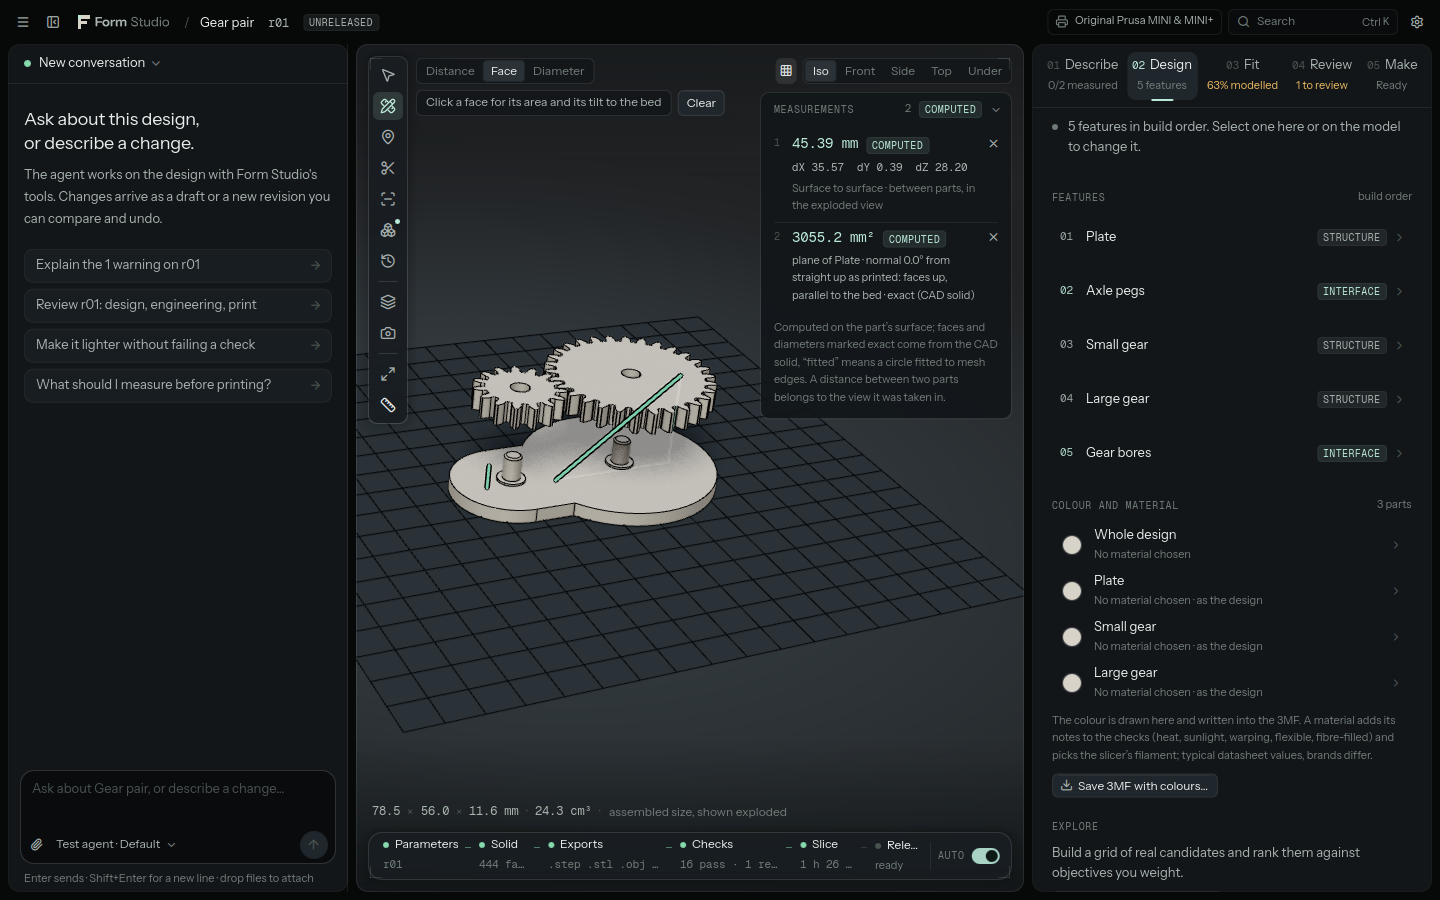 Form Studio / Gear pair r01 UNRELEASED
Original Prusa MINI & MINI+
Search Ctrl K
New conversation
Ask about this design,
or describe a change.
The agent works on the design with Form Studio's
tools. Changes arrive as a draft or a new revision you
can compare and undo.
Explain the 1 warning on r01
Review r01: design, engineering, print
Make it lighter without failing a check
What should I measure before printing?
Ask about Gear pair, or describe a change...
Test agent · Default
Enter sends · Shift+Enter for a new line · drop files to attach
Distance Face Diameter
Click a face for its area and its tilt to the bed Clear
Iso Front Side Top Under
MEASUREMENTS 2 COMPUTED
1 45.39 mm COMPUTED
dX 35.57 dY 0.39 dZ 28.20
Surface to surface · between parts, in
the exploded view
2 3055.2 mm² COMPUTED
plane of Plate · normal 0.0° from
straight up as printed: faces up,
parallel to the bed · exact (CAD solid)
Computed on the part's surface; faces and
diameters marked exact come from the CAD
solid, "fitted" means a circle fitted to mesh
edges. A distance between two parts
belongs to the view it was taken in.
78.5 × 56.0 × 11.6 mm · 24.3 cm³ · assembled size, shown exploded
Parameters Solid Exports Checks Slice Rele...
r01 444 fa... .step .stl .obj ... 16 pass · 1 re... 1 h 26 ... ready
AUTO
01 Describe 02 Design 03 Fit 04 Review 05 Make
0/2 measured 5 features 63% modelled 1 to review Ready
5 features in build order. Select one here or on the model
to change it.
FEATURES build order
01 Plate STRUCTURE
02 Axle pegs INTERFACE
03 Small gear STRUCTURE
04 Large gear STRUCTURE
05 Gear bores INTERFACE
COLOUR AND MATERIAL 3 parts
Whole design
No material chosen
Plate
No material chosen · as the design
Small gear
No material chosen · as the design
Large gear
No material chosen · as the design
The colour is drawn here and written into the 3MF. A material adds its
notes to the checks (heat, sunlight, warping, flexible, fibre-filled) and
picks the slicer's filament; typical datasheet values, brands differ.
Save 3MF with colours...
EXPLORE
Build a grid of real candidates and rank them against
objectives you weight.